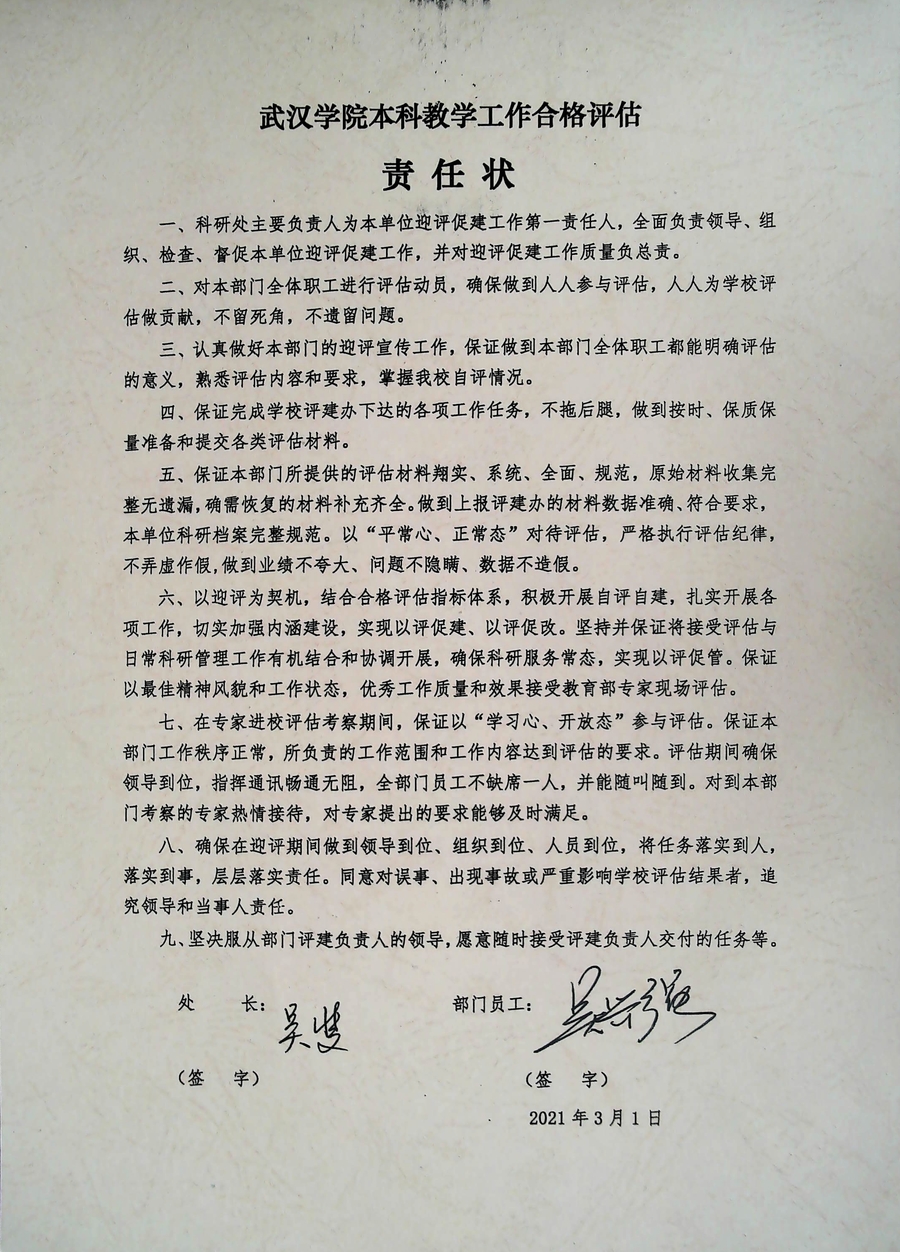 武汉学院本科教学工作合格评估
责 任 状
一、科研处主要负责人为本单位迎评促建工作第一责任人，全面负责领导、组
织、检查、督促本单位迎评促建工作，并对迎评促建工作质量负总责。
二、对本部门全体职工进行评估动员，确保做到人人参与评估，人人为学校评
估做贡献，不留死角，不遗留问题。
三、认真做好本部门的迎评宣传工作，保证做到本部门全体职工都能明确评估
的意义，熟悉评估内容和要求，掌握我校自评情况。
四、保证完成学校评建办下达的各项工作任务，不拖后腿，做到按时、保质保
量准备和提交各类评估材料。
五、保证本部门所提供的评估材料翔实、系统、全面、规范，原始材料收集完
整无遗漏,确需恢复的材料补充齐全。做到上报评建办的材料数据准确、符合要求，
本单位科研档案完整规范。以“平常心、正常态”对待评估，严格执行评估纪律，
不弄虚作假,做到业绩不夸大、问题不隐瞒、数据不造假。
六、以迎评为契机，结合合格评估指标体系，积极开展自评自建，扎实开展各
项工作，切实加强内涵建设，实现以评促建、以评促改。坚持并保证将接受评估与
日常科研管理工作有机结合和协调开展，确保科研服务常态，实现以评促管。保证
以最佳精神风貌和工作状态，优秀工作质量和效果接受教育部专家现场评估。
七、在专家进校评估考察期间，保证以“学习心、开放态”参与评估。保证本
部门工作秩序正常，所负责的工作范围和工作内容达到评估的要求。评估期间确保
领导到位，指挥通讯畅通无阻，全部门员工不缺席一人，并能随叫随到。对到本部
门考察的专家热情接待，对专家提出的要求能够及时满足。
八、确保在迎评期间做到领导到位、组织到位、人员到位，将任务落实到人，
落实到事，层层落实责任。同意对误事、出现事故或严重影响学校评估结果者，追
究领导和当事人责任。
九、坚决服从部门评建负责人的领导,愿意随时接受评建负责人交付的任务等。
处 长： 吴 部门员工： 吴
（签 字） （签 字）
2021 年 3 月 1 日